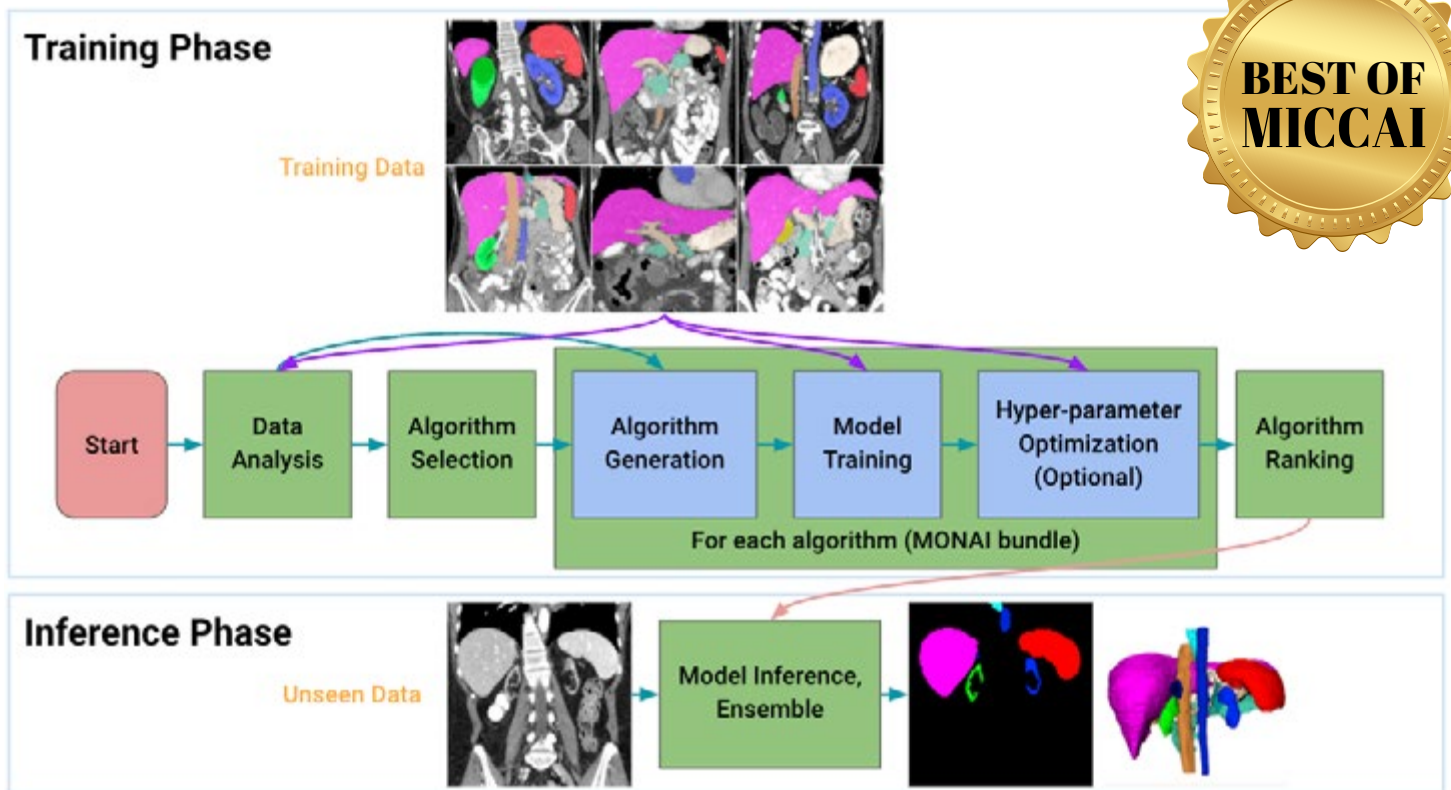 Training Phase
BEST OF
MICCAI
Training Data
Start
Data
Analysis
Algorithm
Selection
Algorithm
Generation
Model
Training
Hyper-parameter
Optimization
(Optional)
Algorithm
Ranking
For each algorithm (MONAI bundle)
Inference Phase
Unseen Data
Model Inference,
Ensemble